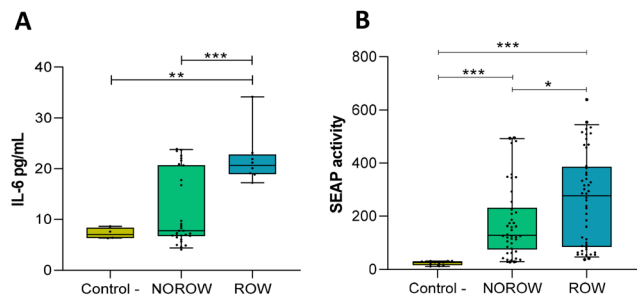 A
***
**
40
30
20
10
0
IL-6 pg/mL
Control -
NOROW
ROW
B
***
***
*
800
600
400
200
0
SEAP activity
Control -
NOROW
ROW